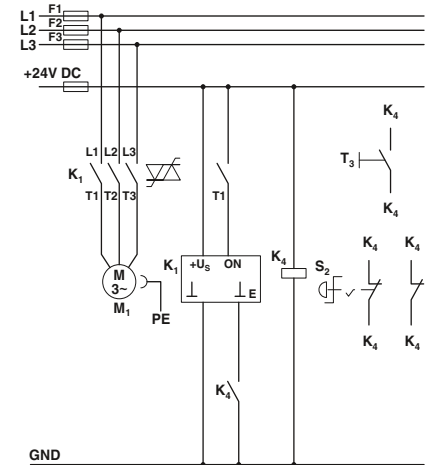 L1 F1
L2 F2
L3 F3
+24V DC
K4
L1 L2 L3
T3
K1
T1 T2 T3
T1
K4
K4 K4
K1 +US ON
K4
S2
M
3~
⊥ ⊥ E
M1
PE
K4 K4
K4
GND